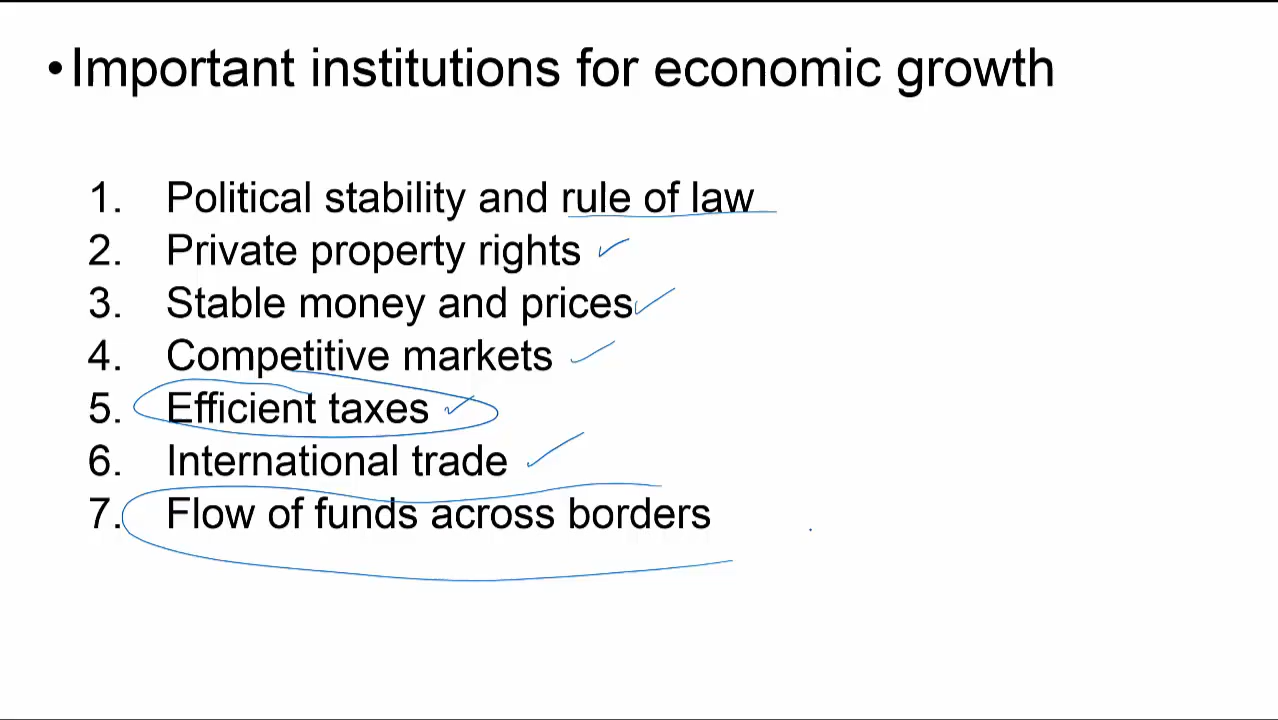 •Important institutions for economic growth
1. Political stability and rule of law
2. Private property rights
3. Stable money and prices
4. Competitive markets
5. Efficient taxes
6. International trade
7. Flow of funds across borders